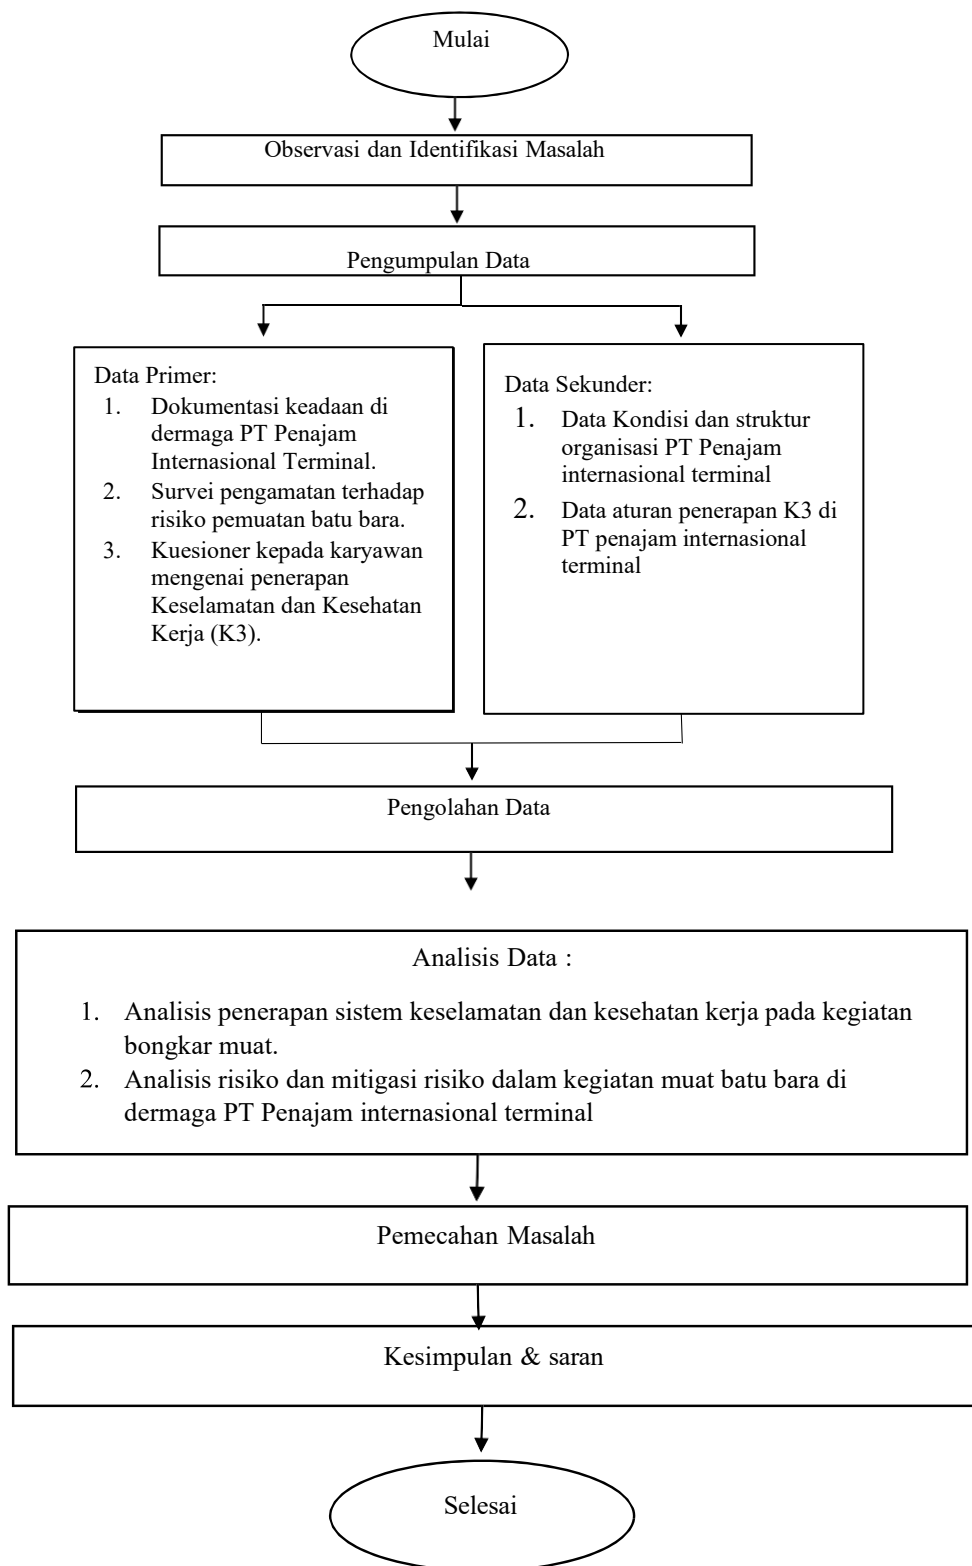 Mulai
Observasi dan Identifikasi Masalah
Pengumpulan Data
Data Primer:
1. Dokumentasi keadaan di
dermaga PT Penajam
Internasional Terminal.
2. Survei pengamatan terhadap
risiko pemuatan batu bara.
3. Kuesioner kepada karyawan
mengenai penerapan
Keselamatan dan Kesehatan
Kerja (K3).
Data Sekunder:
1. Data Kondisi dan struktur
organisasi PT Penajam
internasional terminal
2. Data aturan penerapan K3 di
PT penajam internasional
terminal
Pengolahan Data
Analisis Data :
1. Analisis penerapan sistem keselamatan dan kesehatan kerja pada kegiatan
bongkar muat.
2. Analisis risiko dan mitigasi risiko dalam kegiatan muat batu bara di
dermaga PT Penajam internasional terminal
Pemecahan Masalah
Kesimpulan & saran
Selesai